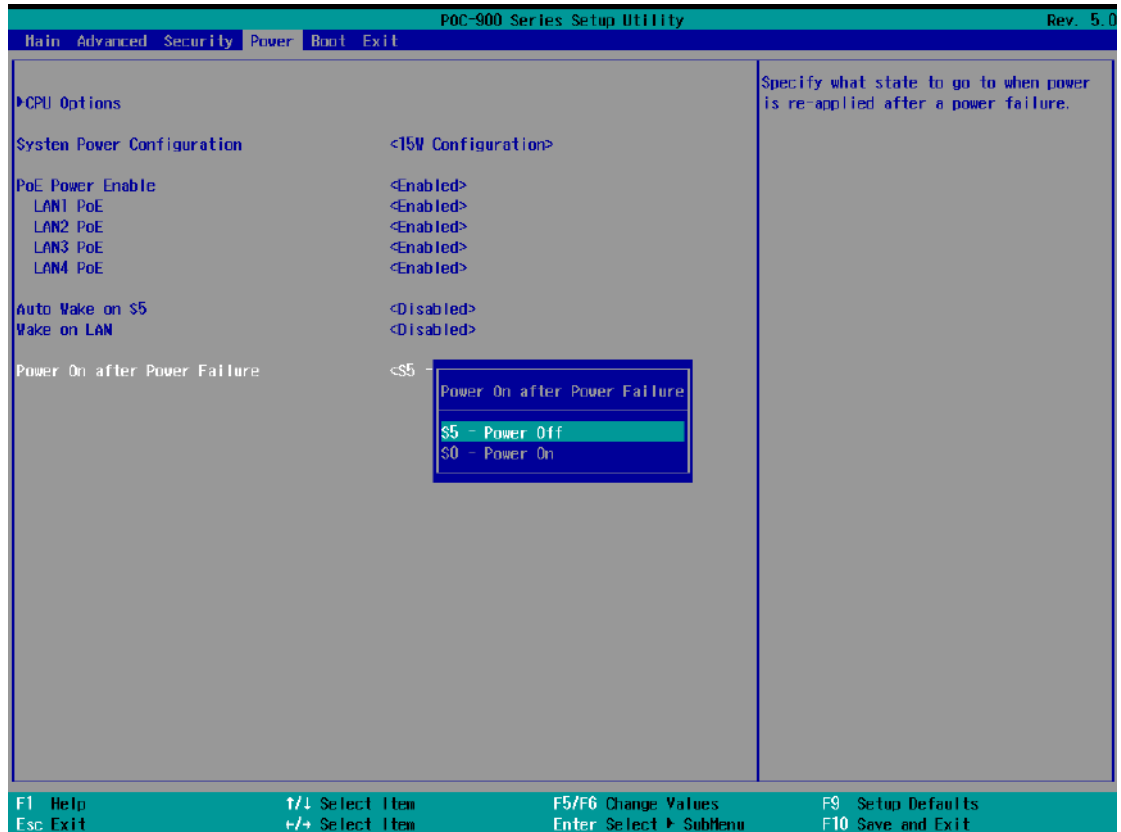 POC-900 Series Setup Utility Rev. 5.0
Main Advanced Security Power Boot Exit
▶CPU Options
System Power Configuration <15W Configuration>
PoE Power Enable <Enabled>
LAN1 PoE <Enabled>
LAN2 PoE <Enabled>
LAN3 PoE <Enabled>
LAN4 PoE <Enabled>
Auto Wake on S5 <Disabled>
Wake on LAN <Disabled>
Power On after Power Failure <S5 -
Power On after Power Failure
S5 - Power Off
S0 - Power On
Specify what state to go to when power
is re-applied after a power failure.
F1 Help ↑/↓ Select Item F5/F6 Change Values F9 Setup Defaults
Esc Exit ←/→ Select Item Enter Select ▶ SubMenu F10 Save and Exit